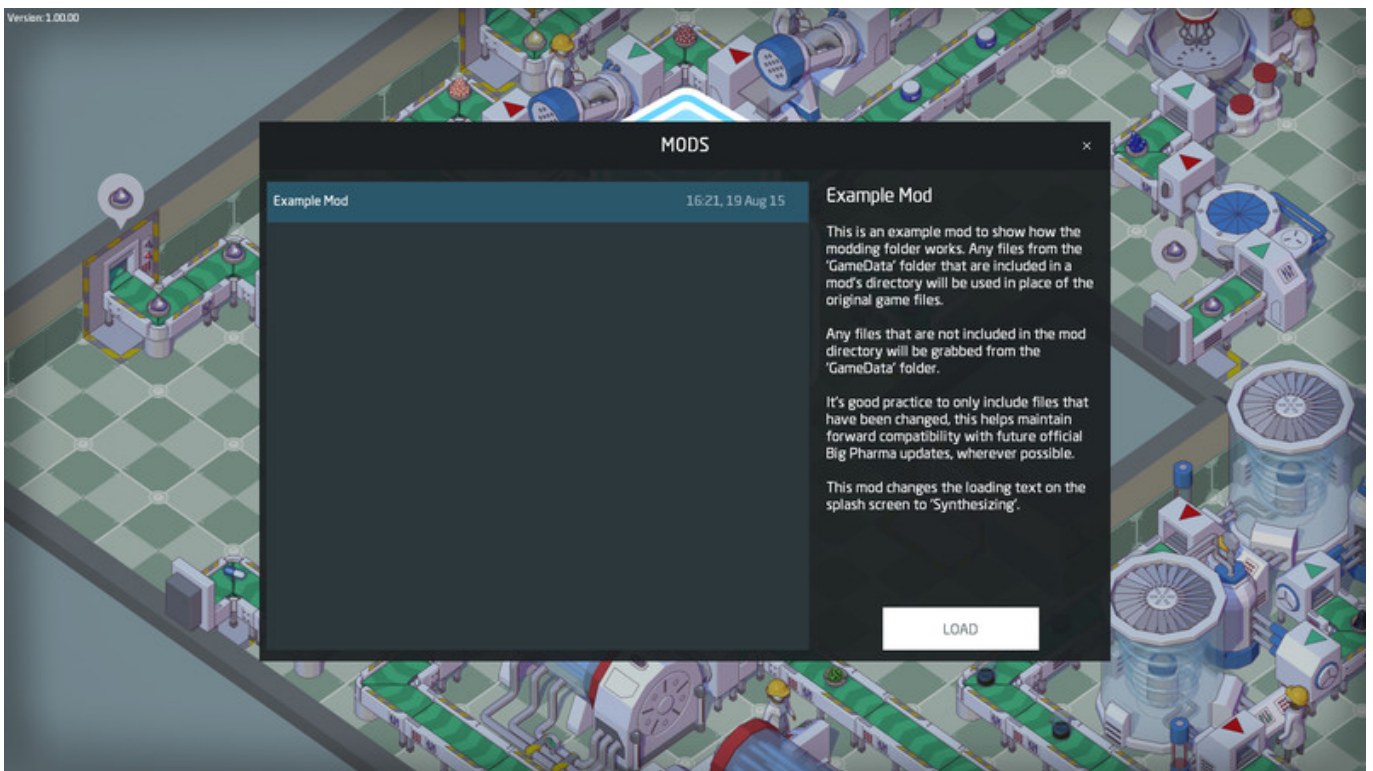 Version: 1.00.00
MODS
×
Example Mod
16:21, 19 Aug 15
Example Mod
This is an example mod to show how the
modding folder works. Any files from the
'GameData' folder that are included in a
mod's directory will be used in place of the
original game files.
Any files that are not included in the mod
directory will be grabbed from the
'GameData' folder.
It's good practice to only include files that
have been changed, this helps maintain
forward compatibility with future official
Big Pharma updates, wherever possible.
This mod changes the loading text on the
splash screen to 'Synthesizing'.
LOAD